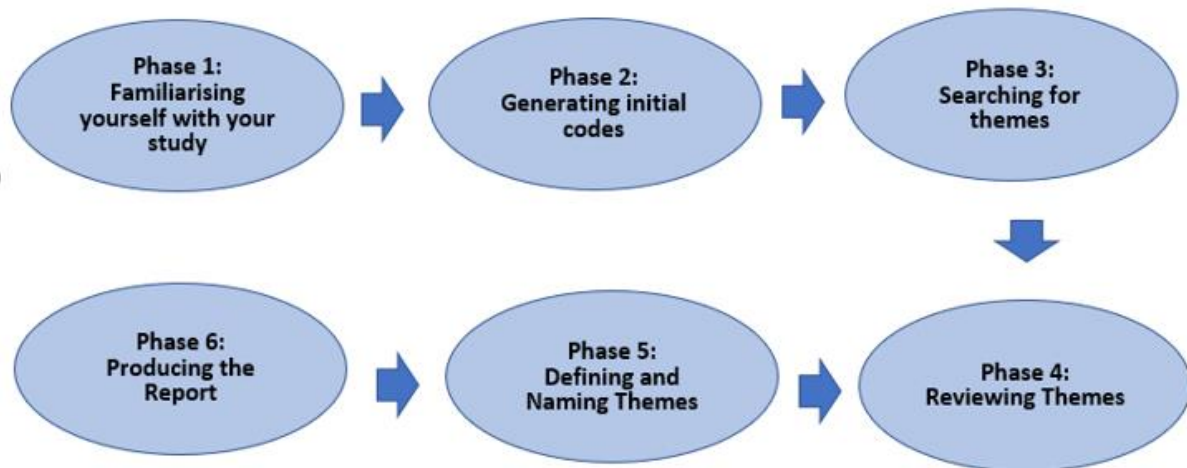 Phase 1:
Familiarising
yourself with your
study
Phase 2:
Generating initial
codes
Phase 3:
Searching for
themes
Phase 6:
Producing the
Report
Phase 5:
Defining and
Naming Themes
Phase 4:
Reviewing Themes